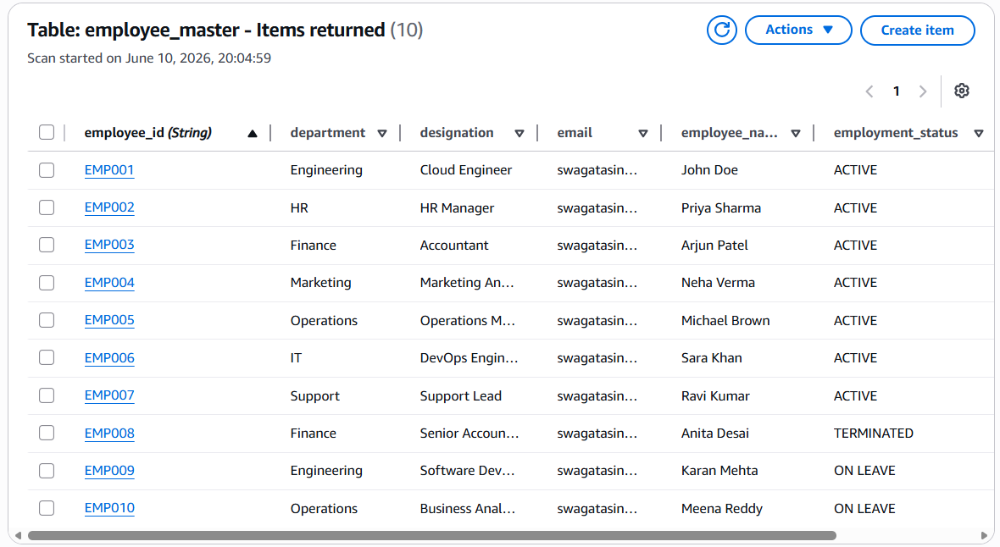 Table: employee_master - Items returned (10)
Actions
Create item
Scan started on June 10, 2026, 20:04:59
1
employee_id (String) department designation email employee_na... employment_status
EMP001 Engineering Cloud Engineer swagatasin... John Doe ACTIVE
EMP002 HR HR Manager swagatasin... Priya Sharma ACTIVE
EMP003 Finance Accountant swagatasin... Arjun Patel ACTIVE
EMP004 Marketing Marketing An... swagatasin... Neha Verma ACTIVE
EMP005 Operations Operations M... swagatasin... Michael Brown ACTIVE
EMP006 IT DevOps Engin... swagatasin... Sara Khan ACTIVE
EMP007 Support Support Lead swagatasin... Ravi Kumar ACTIVE
EMP008 Finance Senior Accoun... swagatasin... Anita Desai TERMINATED
EMP009 Engineering Software Dev... swagatasin... Karan Mehta ON LEAVE
EMP010 Operations Business Anal... swagatasin... Meena Reddy ON LEAVE